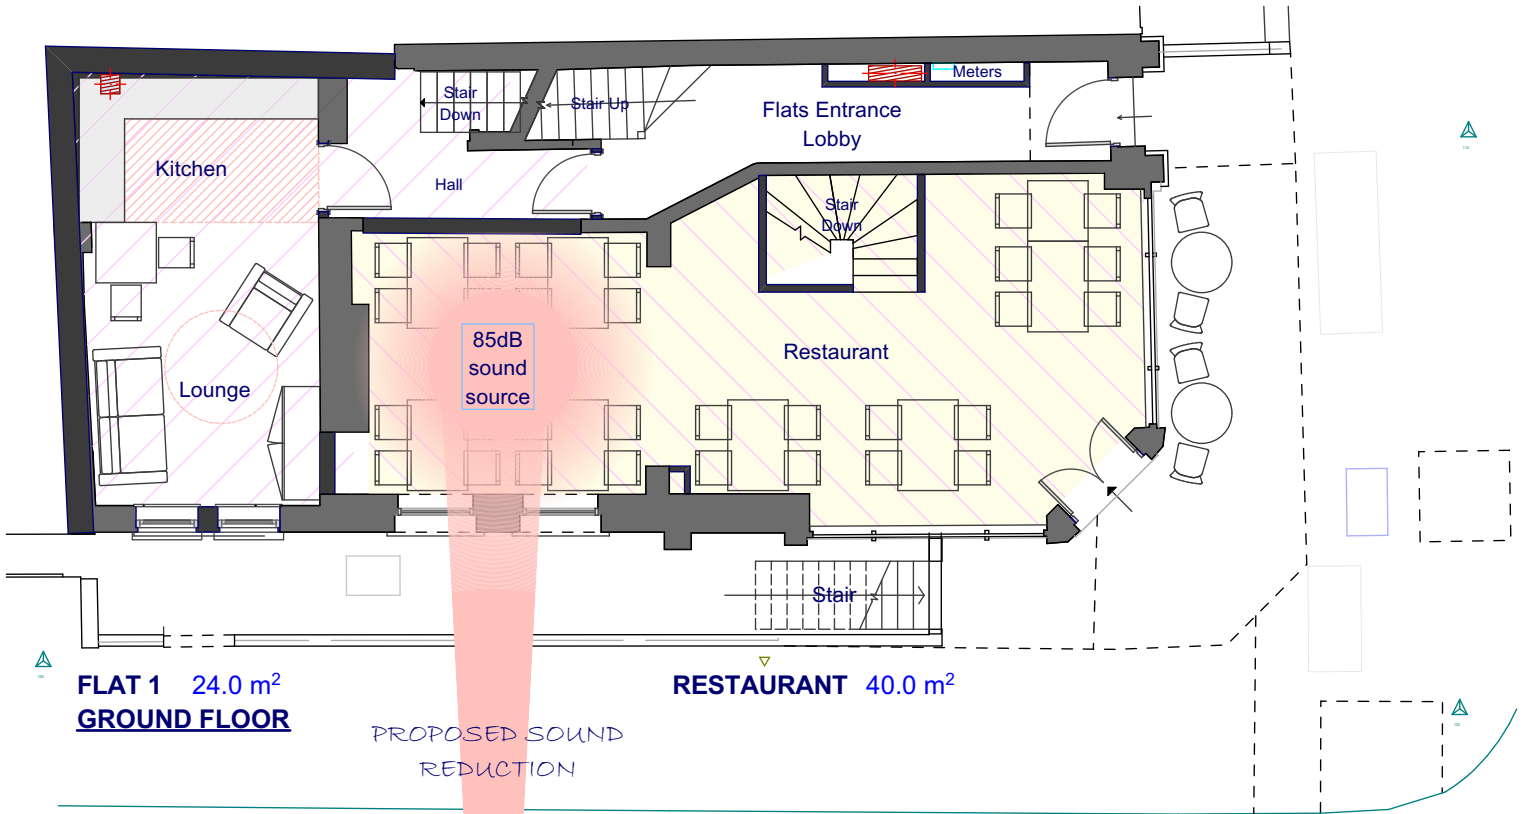 Stair
Down
Stair Up
Meters
Flats Entrance
Lobby
Kitchen
Hall
Stair
Down
85dB
sound
source
Restaurant
Lounge
Stair
FLAT 1 24.0 m²
GROUND FLOOR
RESTAURANT 40.0 m²
PROPOSED SOUND
REDUCTION